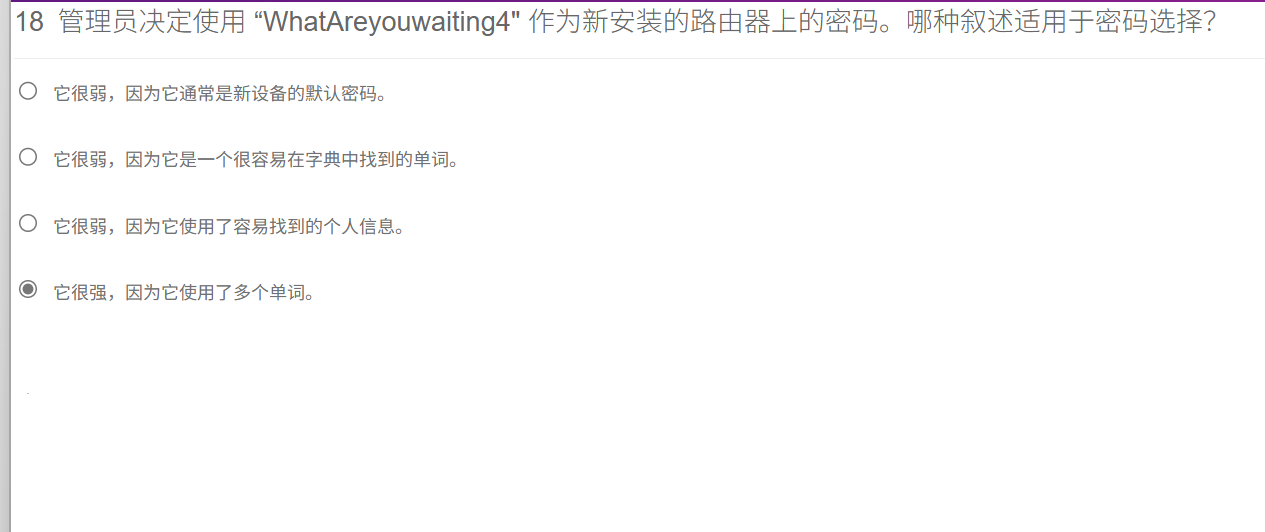 18 管理员决定使用 “WhatAreyouwaiting4" 作为新安装的路由器上的密码。哪种叙述适用于密码选择？
它很弱，因为它通常是新设备的默认密码。
它很弱，因为它是一个很容易在字典中找到的单词。
它很弱，因为它使用了容易找到的个人信息。
它很强，因为它使用了多个单词。